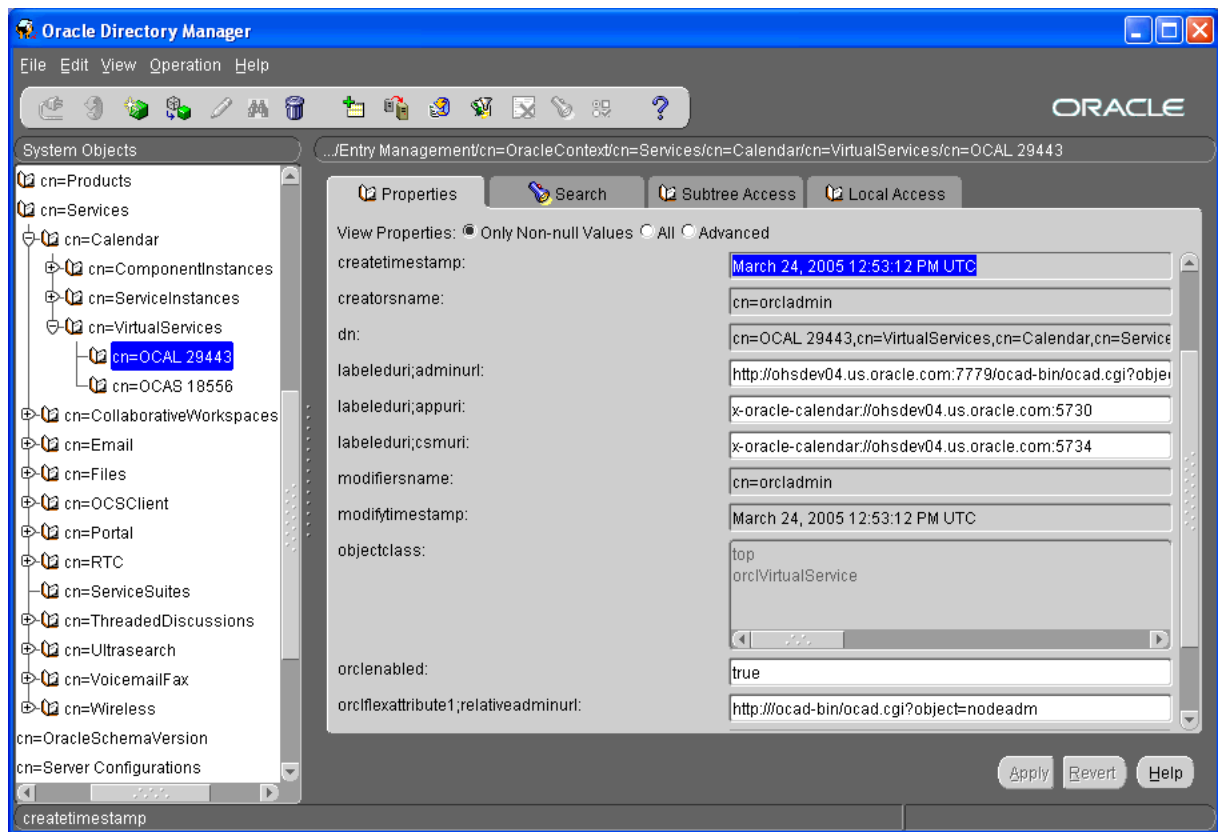 Oracle Directory Manager
File Edit View Operation Help
ORACLE
System Objects
cn=Products
cn=Services
cn=Calendar
cn=ComponentInstances
cn=ServiceInstances
cn=VirtualServices
cn=OCAL 29443
cn=OCAS 18556
cn=CollaborativeWorkspaces
cn=Email
cn=Files
cn=OCSClient
cn=Portal
cn=RTC
cn=ServiceSuites
cn=ThreadedDiscussions
cn=Ultrasearch
cn=VoicemailFax
cn=Wireless
cn=OracleSchemaVersion
cn=Server Configurations
.../Entry Management/cn=OracleContext/cn=Services/cn=Calendar/cn=VirtualServices/cn=OCAL 29443
Properties Search Subtree Access Local Access
View Properties: Only Non-null Values All Advanced
createtimestamp: March 24, 2005 12:53:12 PM UTC
creatorsname: cn=orcladmin
dn: cn=OCAL 29443,cn=VirtualServices,cn=Calendar,cn=Service
labeleduri;adminurl: http://ohsdev04.us.oracle.com:7779/ocad-bin/ocad.cgi?obje
labeleduri;appuri: x-oracle-calendar://ohsdev04.us.oracle.com:5730
labeleduri;csmuri: x-oracle-calendar://ohsdev04.us.oracle.com:5734
modifiersname: cn=orcladmin
modifytimestamp: March 24, 2005 12:53:12 PM UTC
objectclass: top
orclVirtualService
orclenabled: true
orclflexattribute1;relativeadminurl: http:///ocad-bin/ocad.cgi?object=nodeadm
Apply Revert Help
createtimestamp